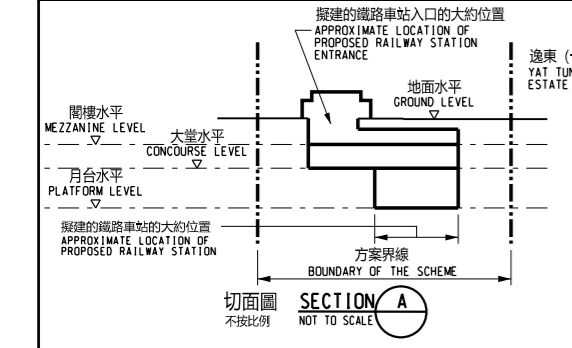 擬建的鐵路車站入口的大約位置
APPROXIMATE LOCATION OF
PROPOSED RAILWAY STATION
ENTRANCE
逸東
YAT TUN
ESTATE
地面水平
GROUND LEVEL
閣樓水平
MEZZANINE LEVEL
大堂水平
CONCOURSE LEVEL
月台水平
PLATFORM LEVEL
擬建的鐵路車站的大約位置
APPROXIMATE LOCATION OF
PROPOSED RAILWAY STATION
方案界線
BOUNDARY OF THE SCHEME
切面圖 SECTION A
不按比例 NOT TO SCALE